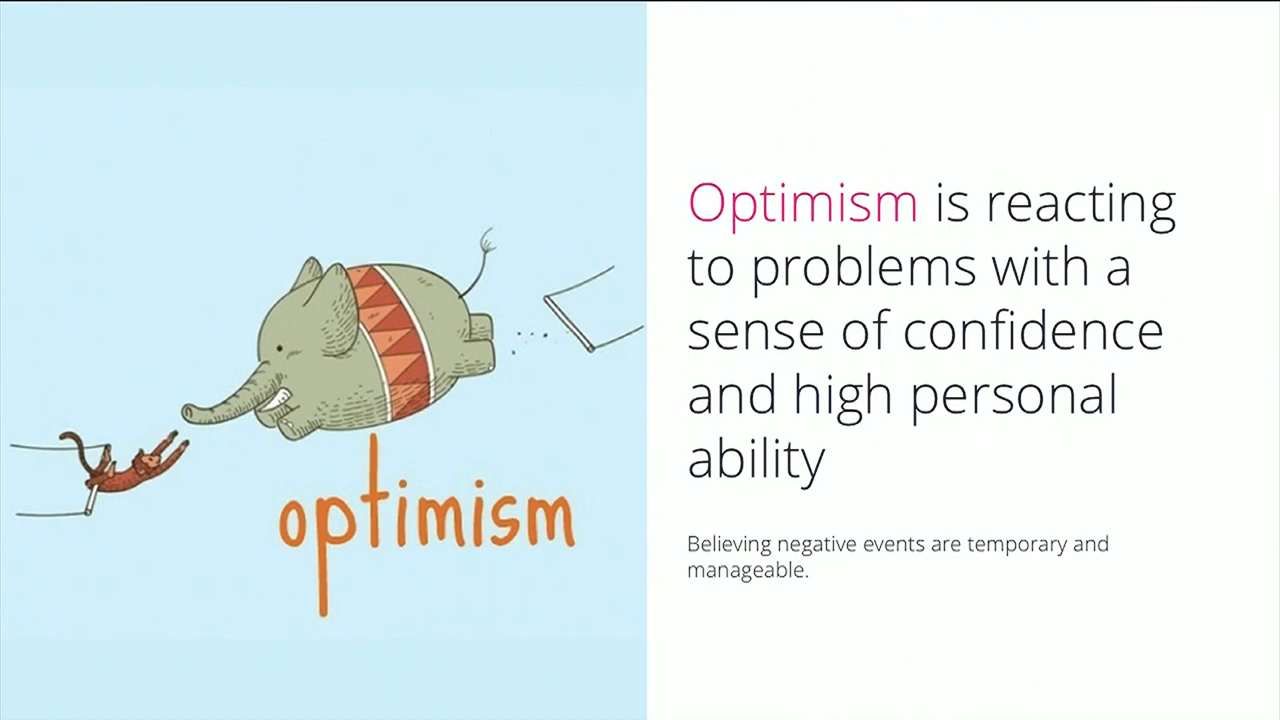 optimism
Optimism is reacting
to problems with a
sense of confidence
and high personal
ability
Believing negative events are temporary and
manageable.